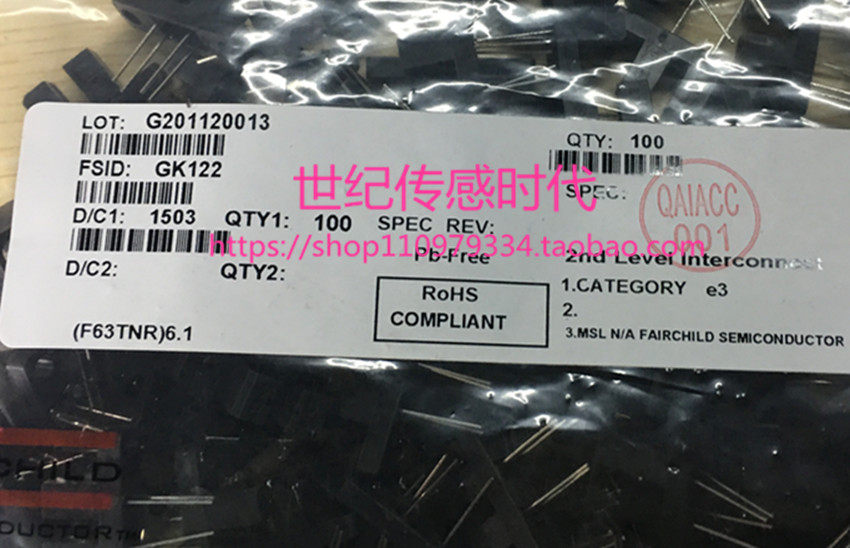 LOT: G201120013
QTY: 100
FSID: GK122
世纪传感时代
SPEC:
QAIACC
001
D/C1: 1503 QTY1: 100 SPEC REV:
https://shop110979334.taobao.com
Pb-Free 2nd Level Interconnect
D/C2: QTY2:
1.CATEGORY e3
RoHS
COMPLIANT
2.
(F63TNR)6.1
3.MSL N/A FAIRCHILD SEMICONDUCTOR
CHILD
DUCTOR™